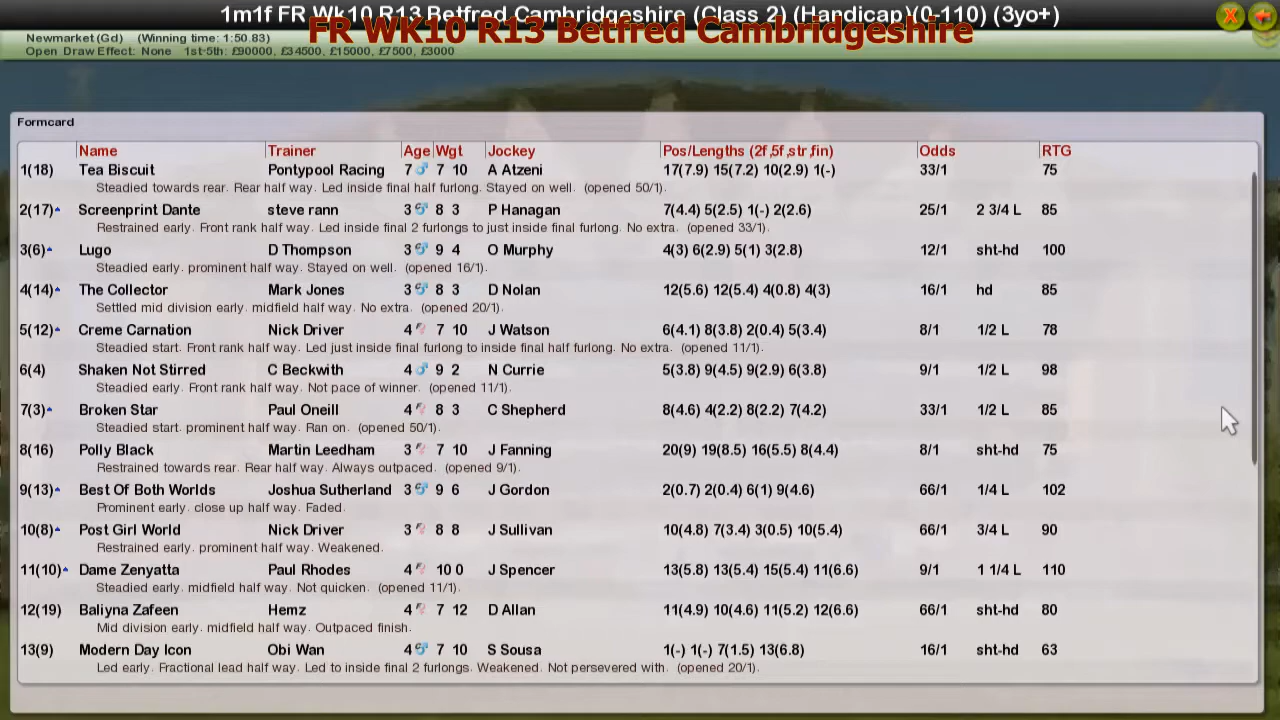 1m1f FR Wk10 R13 Betfred Cambridgeshire (Class 2) (Handicap)(0-110) (3yo+)
FR WK10 R13 Betfred Cambridgeshire
Newmarket(Gd) (Winning time: 1:50.83)
Open Draw Effect: None 1st-5th: £90000, £34500, £15000, £7500, £3000
Formcard
Name Trainer Age Wgt Jockey Pos/Lengths (2f,5f,str,fin) Odds RTG
1(18) Tea Biscuit Pontypool Racing 7 7 10 A Atzeni 17(7.9) 15(7.2) 10(2.9) 1(-) 33/1 75
Steadied towards rear. Rear half way. Led inside final half furlong. Stayed on well. (opened 50/1).
2(17) Screenprint Dante steve rann 3 8 3 P Hanagan 7(4.4) 5(2.5) 1(-) 2(2.6) 25/1 2 3/4 L 85
Restrained early. Front rank half way. Led inside final 2 furlongs to just inside final furlong. No extra. (opened 33/1).
3(6) Lugo D Thompson 3 9 4 O Murphy 4(3) 6(2.9) 5(1) 3(2.8) 12/1 sht-hd 100
Steadied early. prominent half way. Stayed on well. (opened 16/1).
4(14) The Collector Mark Jones 3 8 3 D Nolan 12(5.6) 12(5.4) 4(0.8) 4(3) 16/1 hd 85
Settled mid division early. midfield half way. No extra. (opened 20/1).
5(12) Creme Carnation Nick Driver 4 7 10 J Watson 6(4.1) 8(3.8) 2(0.4) 5(3.4) 8/1 1/2 L 78
Steadied start. Front rank half way. Led just inside final furlong to inside final half furlong. No extra. (opened 11/1).
6(4) Shaken Not Stirred C Beckwith 4 9 2 N Currie 5(3.8) 9(4.5) 9(2.9) 6(3.8) 9/1 1/2 L 98
Steadied early. Front rank half way. Not pace of winner. (opened 11/1).
7(3) Broken Star Paul Oneill 4 8 3 C Shepherd 8(4.6) 4(2.2) 8(2.2) 7(4.2) 33/1 1/2 L 85
Steadied start. prominent half way. Ran on. (opened 50/1).
8(16) Polly Black Martin Leedham 3 7 10 J Fanning 20(9) 19(8.5) 16(5.5) 8(4.4) 8/1 sht-hd 75
Restrained towards rear. Rear half way. Always outpaced. (opened 9/1).
9(13) Best Of Both Worlds Joshua Sutherland 3 9 6 J Gordon 2(0.7) 2(0.4) 6(1) 9(4.6) 66/1 1/4 L 102
Prominent early. close up half way. Faded.
10(8) Post Girl World Nick Driver 3 8 8 J Sullivan 10(4.8) 7(3.4) 3(0.5) 10(5.4) 66/1 3/4 L 90
Restrained early. prominent half way. Weakened.
11(10) Dame Zenyatta Paul Rhodes 4 10 0 J Spencer 13(5.8) 13(5.4) 15(5.4) 11(6.6) 9/1 1 1/4 L 110
Steadied early. midfield half way. Not quicken. (opened 11/1).
12(19) Baliyna Zafeen Hemz 4 7 12 D Allan 11(4.9) 10(4.6) 11(5.2) 12(6.6) 66/1 sht-hd 80
Mid division early. midfield half way. Outpaced finish.
13(9) Modern Day Icon Obi Wan 4 7 10 S Sousa 1(-) 1(-) 7(1.5) 13(6.8) 16/1 sht-hd 63
Led early. Fractional lead half way. Led to inside final 2 furlongs. Weakened. Not persevered with. (opened 20/1).